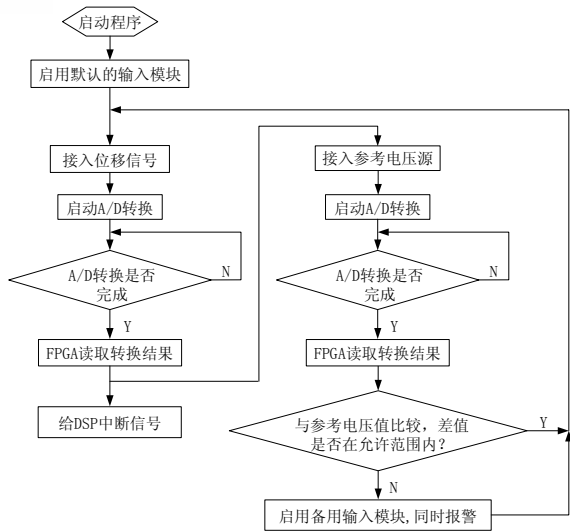 启动程序
启用默认的输入模块
接入位移信号
启动A/D转换
A/D转换是否
完成
N
Y
FPGA读取转换结果
给DSP中断信号
接入参考电压源
启动A/D转换
A/D转换是否
完成
N
Y
FPGA读取转换结果
与参考电压值比较，差值
是否在允许范围内?
Y
N
启用备用输入模块,同时报警